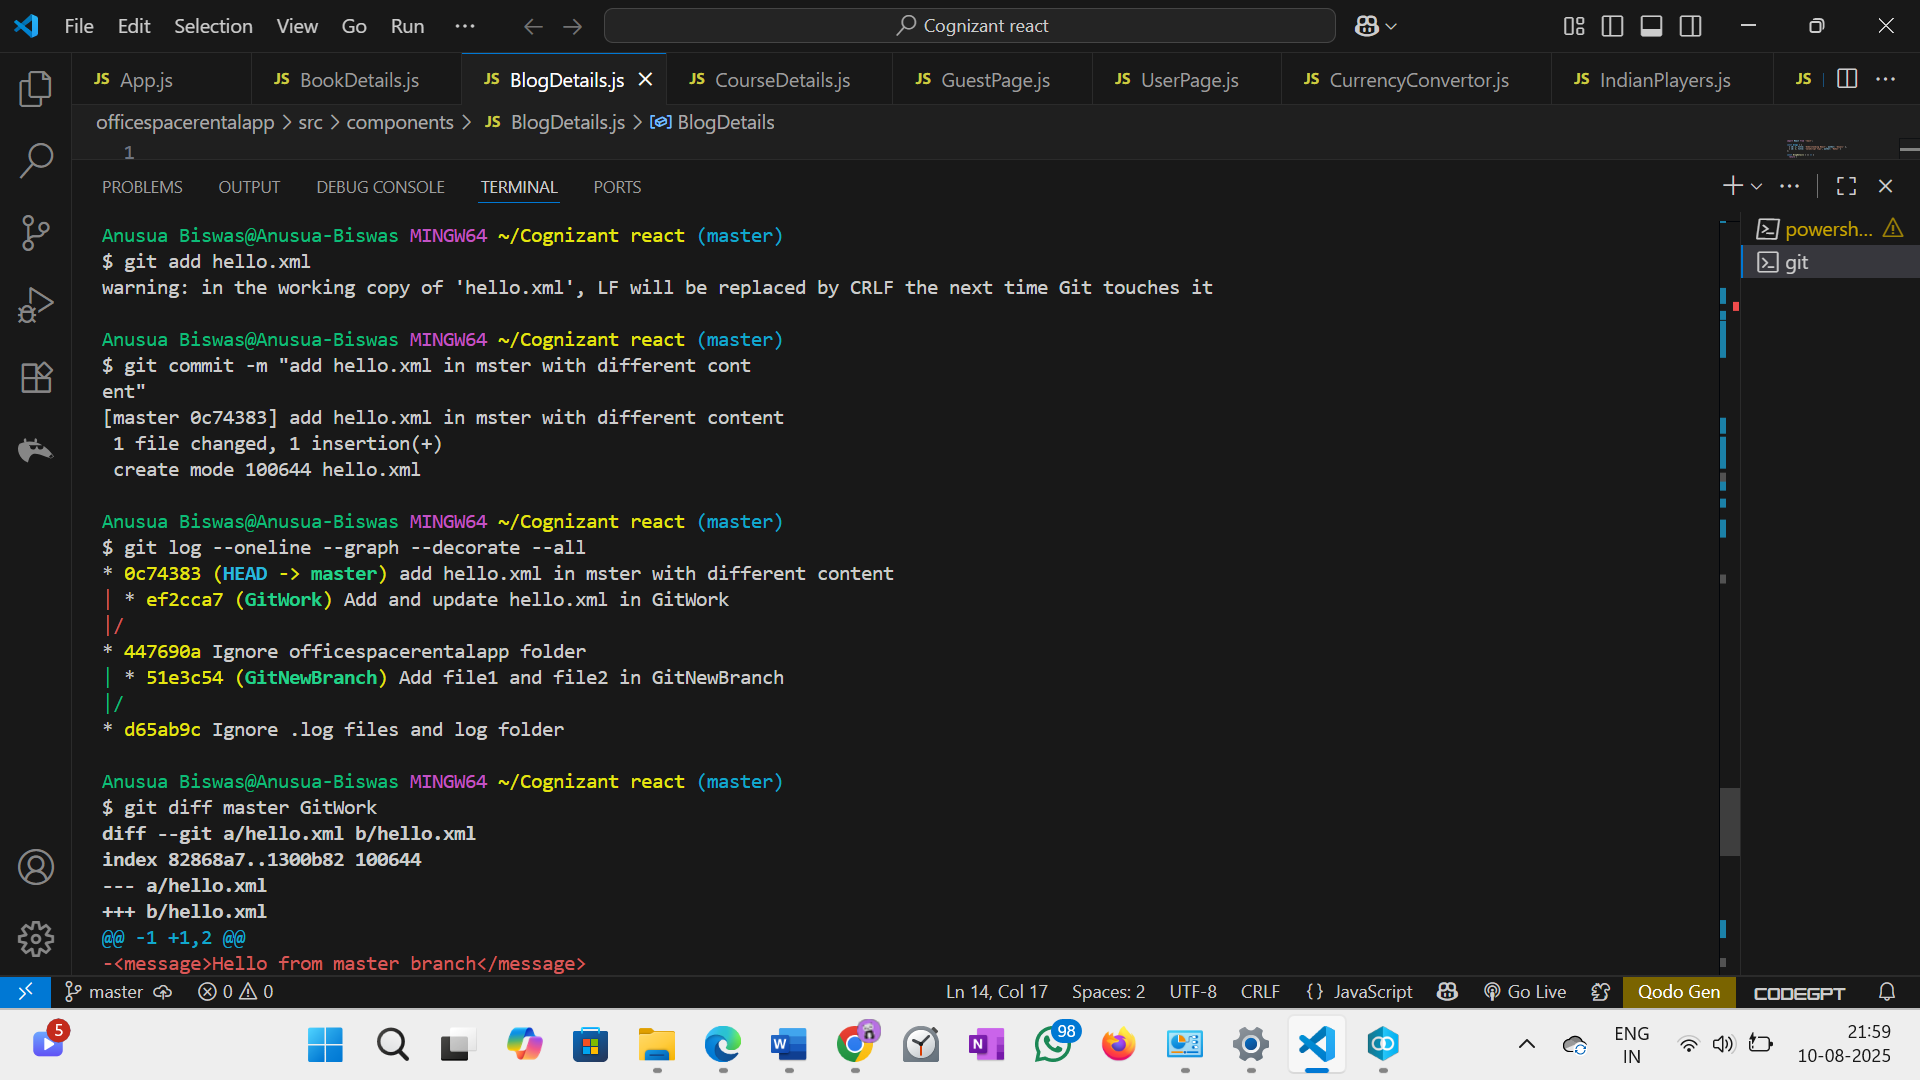 File Edit Selection View Go Run ··· Cognizant react
JS App.js JS BookDetails.js JS BlogDetails.js JS CourseDetails.js JS GuestPage.js JS UserPage.js JS CurrencyConvertor.js JS IndianPlayers.js JS
officespacerentalapp > src > components > JS BlogDetails.js > BlogDetails
1
PROBLEMS OUTPUT DEBUG CONSOLE TERMINAL PORTS
powersh...
git
Anusua Biswas@Anusua-Biswas MINGW64 ~/Cognizant react (master)
$ git add hello.xml
warning: in the working copy of 'hello.xml', LF will be replaced by CRLF the next time Git touches it
Anusua Biswas@Anusua-Biswas MINGW64 ~/Cognizant react (master)
$ git commit -m "add hello.xml in mster with different cont
ent"
[master 0c74383] add hello.xml in mster with different content
1 file changed, 1 insertion(+)
create mode 100644 hello.xml
Anusua Biswas@Anusua-Biswas MINGW64 ~/Cognizant react (master)
$ git log --oneline --graph --decorate --all
* 0c74383 (HEAD -> master) add hello.xml in mster with different content
| * ef2cca7 (GitWork) Add and update hello.xml in GitWork
|/
* 447690a Ignore officespacerentalapp folder
| * 51e3c54 (GitNewBranch) Add file1 and file2 in GitNewBranch
|/
* d65ab9c Ignore .log files and log folder
Anusua Biswas@Anusua-Biswas MINGW64 ~/Cognizant react (master)
$ git diff master GitWork
diff --git a/hello.xml b/hello.xml
index 82868a7..1300b82 100644
--- a/hello.xml
+++ b/hello.xml
@@ -1 +1,2 @@
-<message>Hello from master branch</message>
master 0 0 Ln 14, Col 17 Spaces: 2 UTF-8 CRLF {} JavaScript Go Live Qodo Gen CODEGPT
5 98 ENG 21:59
IN 10-08-2025